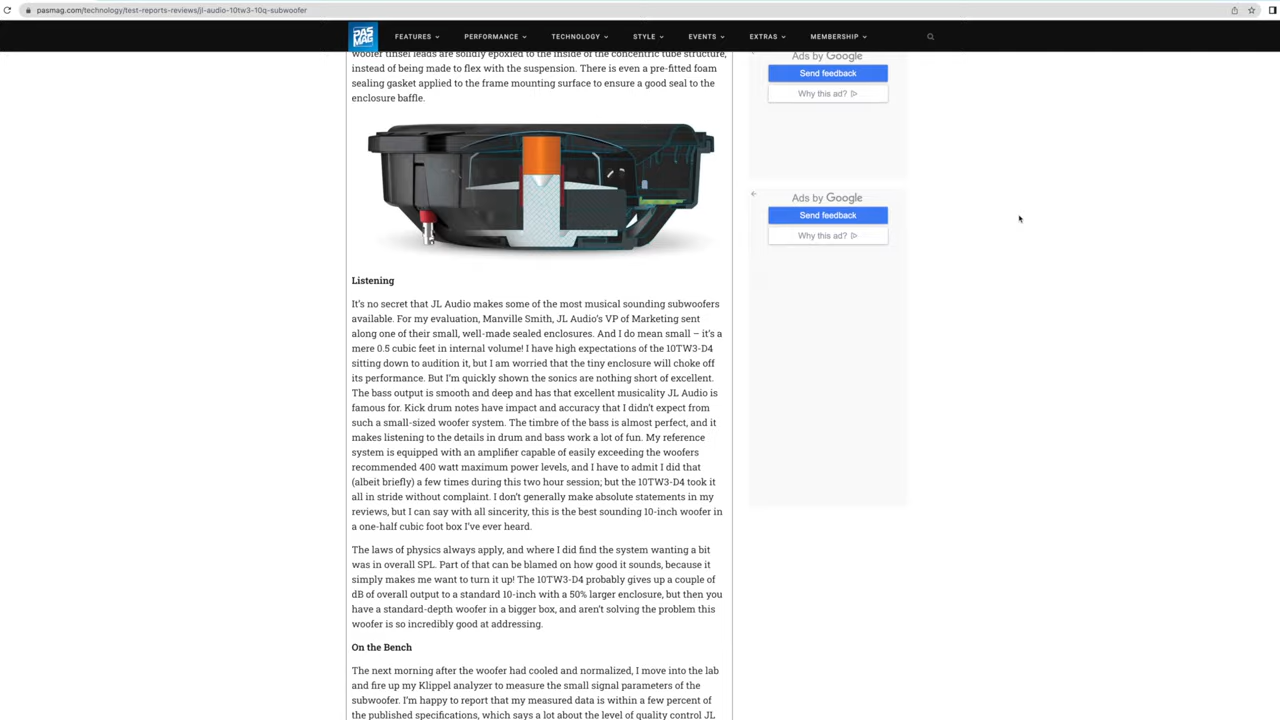 pasmag.com/technology/test-reports-reviews/jl-audio-10tw3-10q-subwoofer
PAS MAG
FEATURES
PERFORMANCE
TECHNOLOGY
STYLE
EVENTS
EXTRAS
MEMBERSHIP
woofer tinsel leads are solidly epoxied to the inside of the concentric tube structure,
instead of being made to flex with the suspension. There is even a pre-fitted foam
sealing gasket applied to the frame mounting surface to ensure a good seal to the
enclosure baffle.
Listening
It's no secret that JL Audio makes some of the most musical sounding subwoofers
available. For my evaluation, Manville Smith, JL Audio's VP of Marketing sent
along one of their small, well-made sealed enclosures. And I do mean small – it's a
mere 0.5 cubic feet in internal volume! I have high expectations of the 10TW3-D4
sitting down to audition it, but I am worried that the tiny enclosure will choke off
its performance. But I'm quickly shown the sonics are nothing short of excellent.
The bass output is smooth and deep and has that excellent musicality JL Audio is
famous for. Kick drum notes have impact and accuracy that I didn't expect from
such a small-sized woofer system. The timbre of the bass is almost perfect, and it
makes listening to the details in drum and bass work a lot of fun. My reference
system is equipped with an amplifier capable of easily exceeding the woofers
recommended 400 watt maximum power levels, and I have to admit I did that
(albeit briefly) a few times during this two hour session; but the 10TW3-D4 took it
all in stride without complaint. I don't generally make absolute statements in my
reviews, but I can say with all sincerity, this is the best sounding 10-inch woofer in
a one-half cubic foot box I've ever heard.
The laws of physics always apply, and where I did find the system wanting a bit
was in overall SPL. Part of that can be blamed on how good it sounds, because it
simply makes me want to turn it up! The 10TW3-D4 probably gives up a couple of
dB of overall output to a standard 10-inch with a 50% larger enclosure, but then you
have a standard-depth woofer in a bigger box, and aren't solving the problem this
woofer is so incredibly good at addressing.
On the Bench
The next morning after the woofer had cooled and normalized, I move into the lab
and fire up my Klippel analyzer to measure the small signal parameters of the
subwoofer. I'm happy to report that my measured data is within a few percent of
the published specifications, which says a lot about the level of quality control JL
Ads by Google
Send feedback
Why this ad?
Ads by Google
Send feedback
Why this ad?